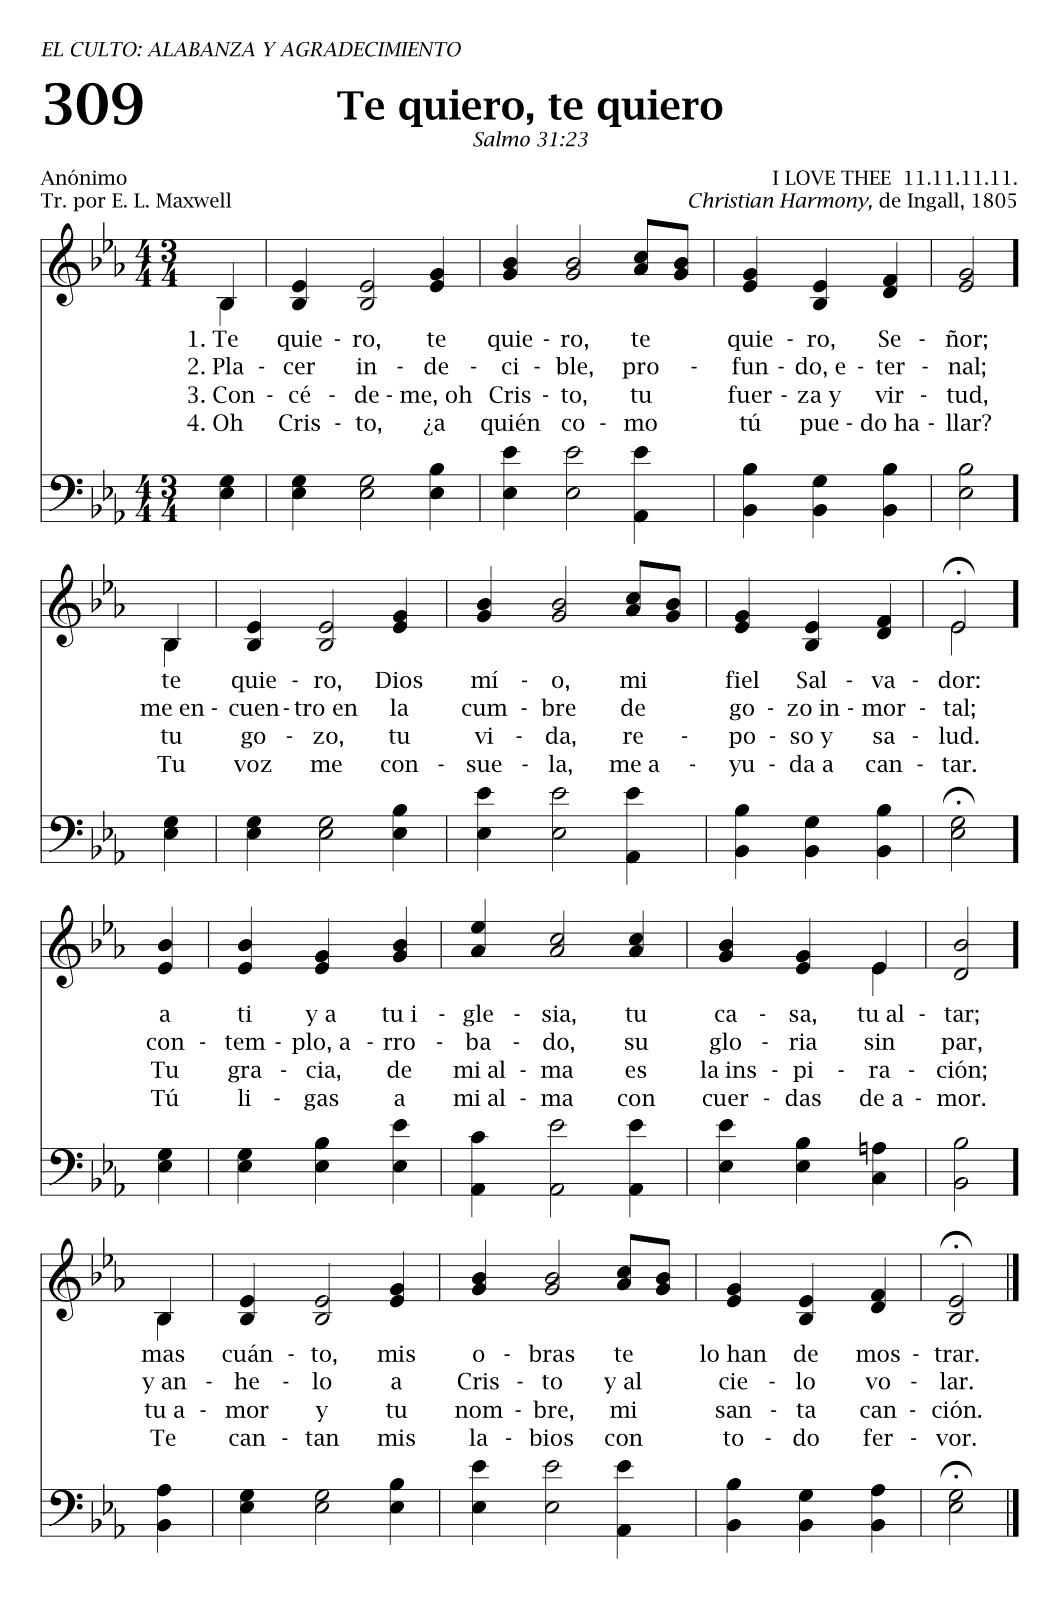 EL CULTO: ALABANZA Y AGRADECIMIENTO
309 Te quiero, te quiero
Salmo 31:23
Anónimo I LOVE THEE 11.11.11.11.
Tr. por E. L. Maxwell Christian Harmony, de Ingall, 1805
4 3
4 4
1. Te quie - ro, te quie - ro, te quie - ro, Se - ñor;
2. Pla - cer in - de - ci - ble, pro - fun - do, e - ter - nal;
3. Con - cé - de - me, oh Cris - to, tu fuer - za y vir - tud,
4. Oh Cris - to, ¿a quién co - mo tú pue - do ha - llar?
4 3
4 4
te quie - ro, Dios mí - o, mi fiel Sal - va - dor:
me en - cuen - tro en la cum - bre de go - zo in - mor - tal;
tu go - zo, tu vi - da, re - po - so y sa - lud.
Tu voz me con - sue - la, me a - yu - da a can - tar.
a ti y a tu i - gle - sia, tu ca - sa, tu al - tar;
con - tem - plo, a - rro - ba - do, su glo - ria sin par,
Tu gra - cia, de mi al - ma es la ins - pi - ra - ción;
Tú li - gas a mi al - ma con cuer - das de a - mor.
mas cuán - to, mis o - bras te lo han de mos - trar.
y an - he - lo a Cris - to y al cie - lo vo - lar.
tu a - mor y tu nom - bre, mi san - ta can - ción.
Te can - tan mis la - bios con to - do fer - vor.